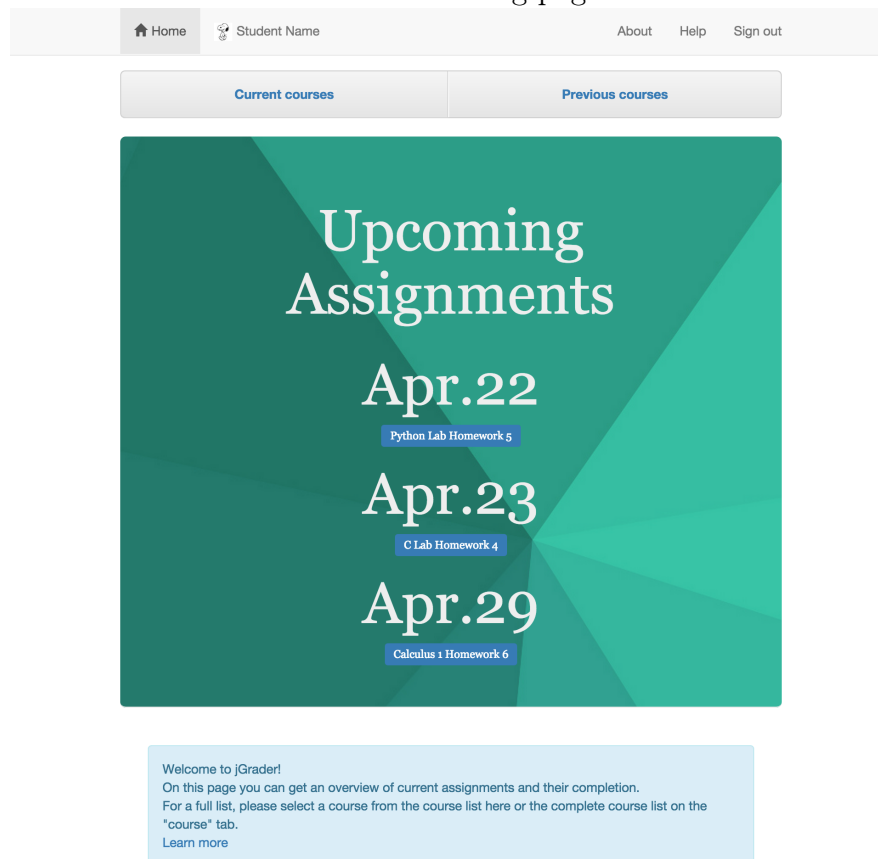 Home Student Name About Help Sign out
Current courses Previous courses
Upcoming
Assignments
Apr.22
Python Lab Homework 5
Apr.23
C Lab Homework 4
Apr.29
Calculus 1 Homework 6
Welcome to jGrader!
On this page you can get an overview of current assignments and their completion.
For a full list, please select a course from the course list here or the complete course list on the
"course" tab.
Learn more